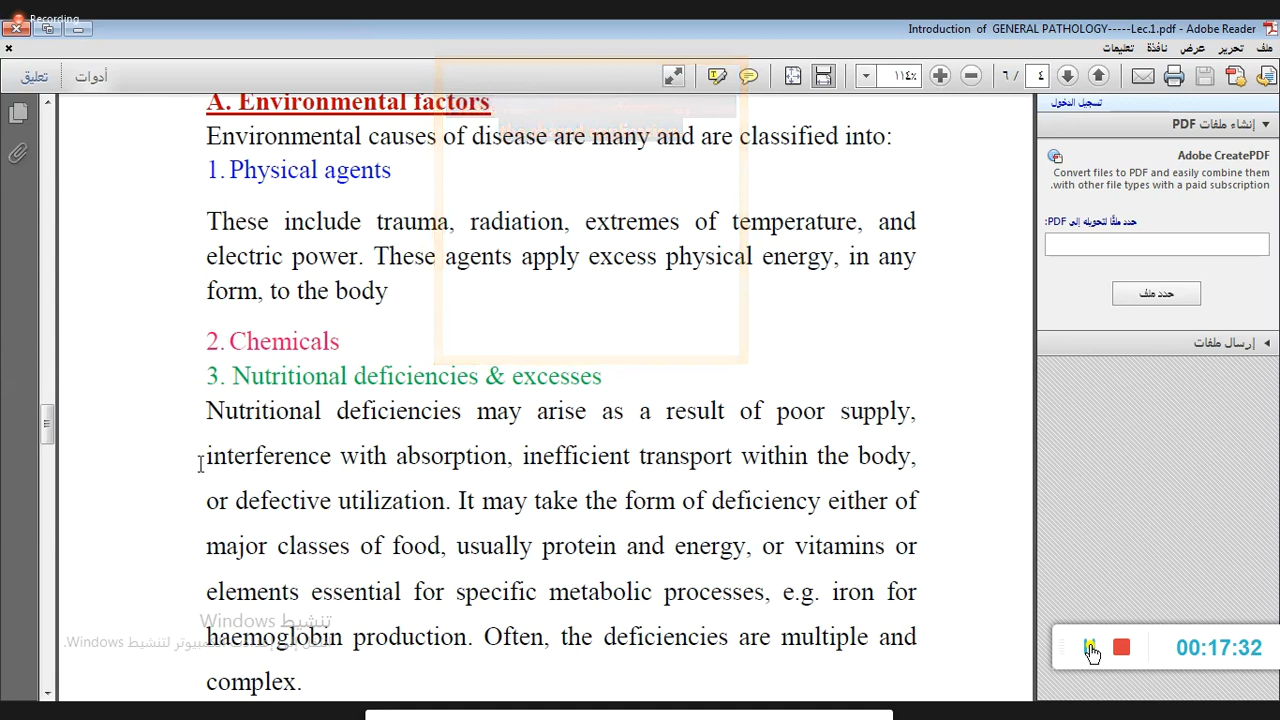 Recording
Introduction of GENERAL PATHOLOGY-----Lec.1.pdf - Adobe Reader
ملف تحرير عرض نافذة تعليمات
أدوات
تعليق
٦ /
٤
١١٤%
A. Environmental factors
Environmental causes of disease are many and are classified into:
1. Physical agents
These include trauma, radiation, extremes of temperature, and
electric power. These agents apply excess physical energy, in any
form, to the body
2. Chemicals
3. Nutritional deficiencies & excesses
Nutritional deficiencies may arise as a result of poor supply,
interference with absorption, inefficient transport within the body,
or defective utilization. It may take the form of deficiency either of
major classes of food, usually protein and energy, or vitamins or
elements essential for specific metabolic processes, e.g. iron for
haemoglobin production. Often, the deficiencies are multiple and
complex.
تسجيل الدخول
إنشاء ملفات PDF
Adobe CreatePDF
Convert files to PDF and easily combine them
with other file types with a paid subscription.
حدد ملفًا لتحويله إلى PDF:
حدد ملف
إرسال ملفات
تنشيط Windows
الكمبيوتر لتنشيط Windows.
00:17:32